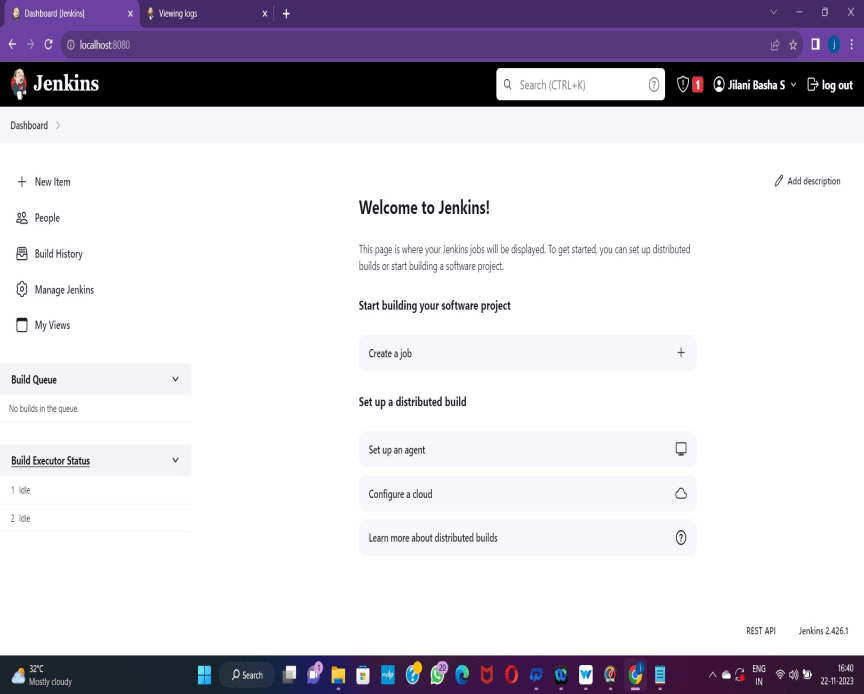 Dashboard [Jenkins]
Viewing logs
localhost:8080
Jenkins
Search (CTRL+K)
1
Jilani Basha S
log out
Dashboard
New Item
People
Build History
Manage Jenkins
My Views
Build Queue
No builds in the queue.
Build Executor Status
1 Idle
2 Idle
Add description
Welcome to Jenkins!
This page is where your Jenkins jobs will be displayed. To get started, you can set up distributed
builds or start building a software project.
Start building your software project
Create a job
Set up a distributed build
Set up an agent
Configure a cloud
Learn more about distributed builds
REST API
Jenkins 2.426.1
32°C
Mostly cloudy
Search
1
20
ENG
IN
16:40
22-11-2023